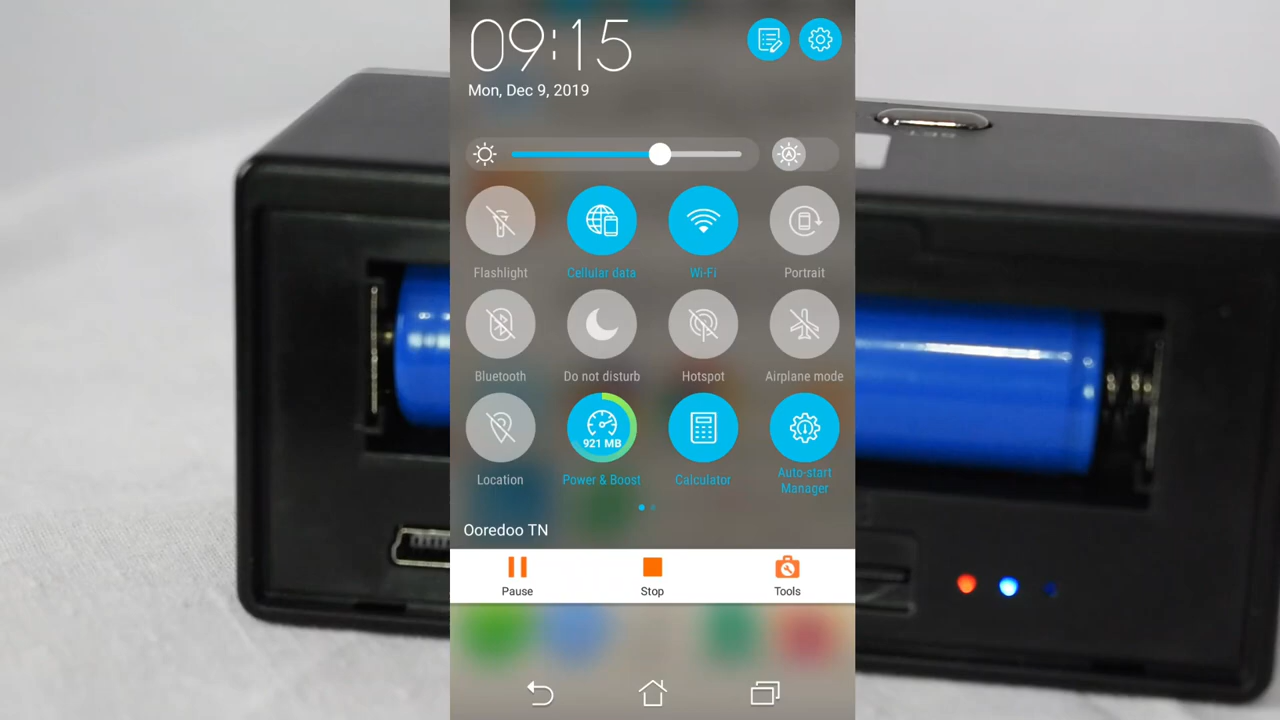 09:15
Mon, Dec 9, 2019
SET
Flashlight
Cellular data
Wi-Fi
Portrait
Bluetooth
Do not disturb
Hotspot
Airplane mode
Location
921 MB
Power & Boost
Calculator
Auto-start
Manager
Ooredoo TN
Pause
Stop
Tools